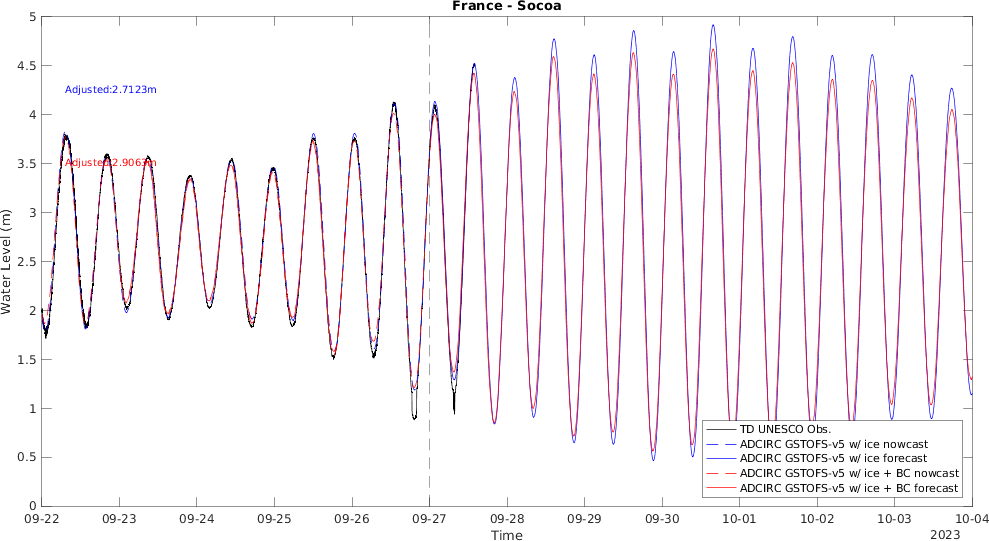 France - Socoa
5
4.5
4
3.5
3
2.5
2
1.5
1
0.5
0
Water Level (m)
Adjusted:2.7123m
Adjusted:2.9063m
TD UNESCO Obs.
ADCIRC GSTOFS-v5 w/ ice nowcast
ADCIRC GSTOFS-v5 w/ ice forecast
ADCIRC GSTOFS-v5 w/ ice + BC nowcast
ADCIRC GSTOFS-v5 w/ ice + BC forecast
09-22 09-23 09-24 09-25 09-26 09-27 09-28 09-29 09-30 10-01 10-02 10-03 10-04
Time
2023